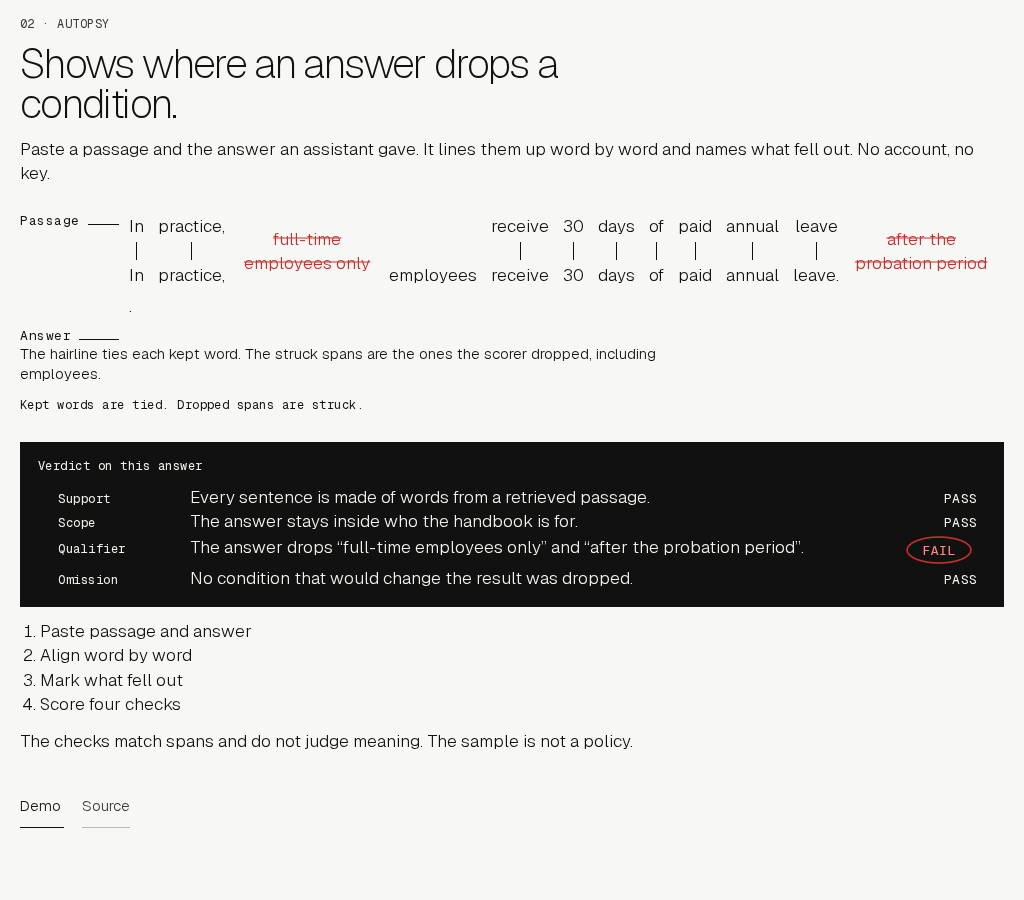 02 · AUTOPSY
Shows where an answer drops a
condition.
Paste a passage and the answer an assistant gave. It lines them up word by word and names what fell out. No account, no
key.
Passage
In practice, receive 30 days of paid annual leave
full-time after the
employees only probation period
In practice, employees receive 30 days of paid annual leave.
.
Answer
The hairline ties each kept word. The struck spans are the ones the scorer dropped, including
employees.
Kept words are tied. Dropped spans are struck.
Verdict on this answer
Support Every sentence is made of words from a retrieved passage. PASS
Scope The answer stays inside who the handbook is for. PASS
Qualifier The answer drops “full-time employees only” and “after the probation period”. FAIL
Omission No condition that would change the result was dropped. PASS
1. Paste passage and answer
2. Align word by word
3. Mark what fell out
4. Score four checks
The checks match spans and do not judge meaning. The sample is not a policy.
Demo Source